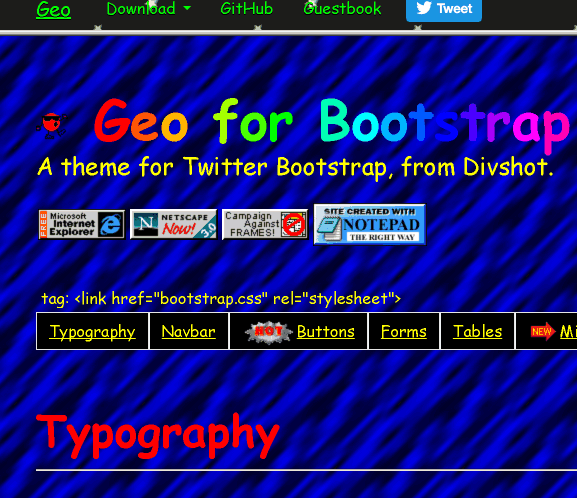 Geo Download GitHub Guestbook Tweet
Geo for Bootstrap
A theme for Twitter Bootstrap, from Divshot.
FREE Microsoft Internet Explorer
N NETSCAPE Now! 3.0
Campaign Against FRAMES!
SITE CREATED WITH NOTEPAD THE RIGHT WAY
tag: <link href="bootstrap.css" rel="stylesheet">
Typography Navbar HOT Buttons Forms Tables NEW Mi
Typography